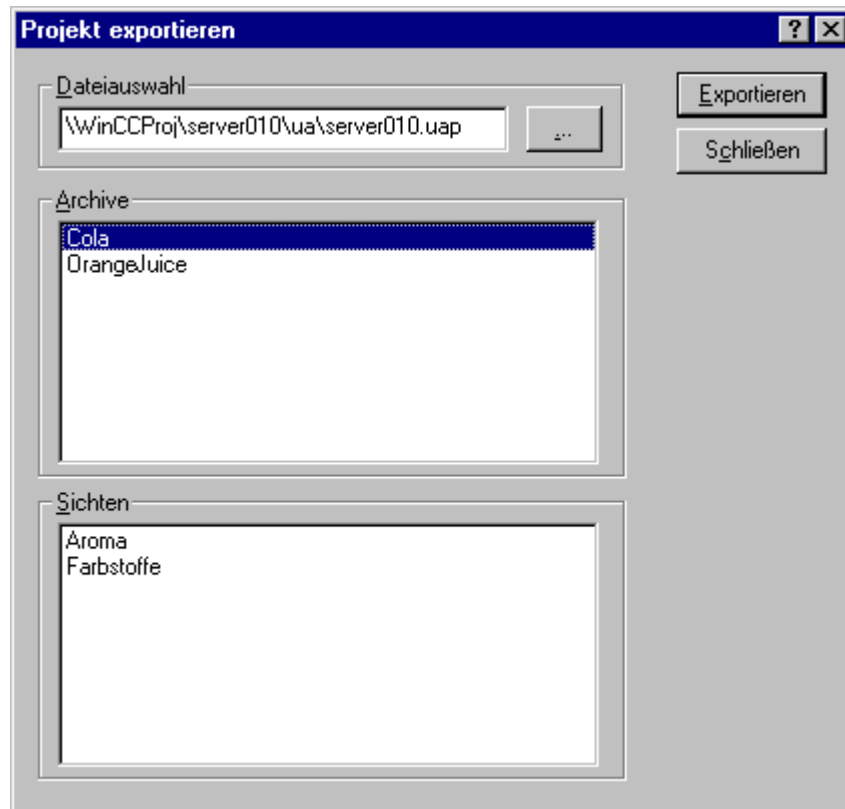 Projekt exportieren
Dateiauswahl
\WinCCProj\server010\ua\server010.uap
...
Exportieren
Schließen
Archive
Cola
OrangeJuice
Sichten
Aroma
Farbstoffe